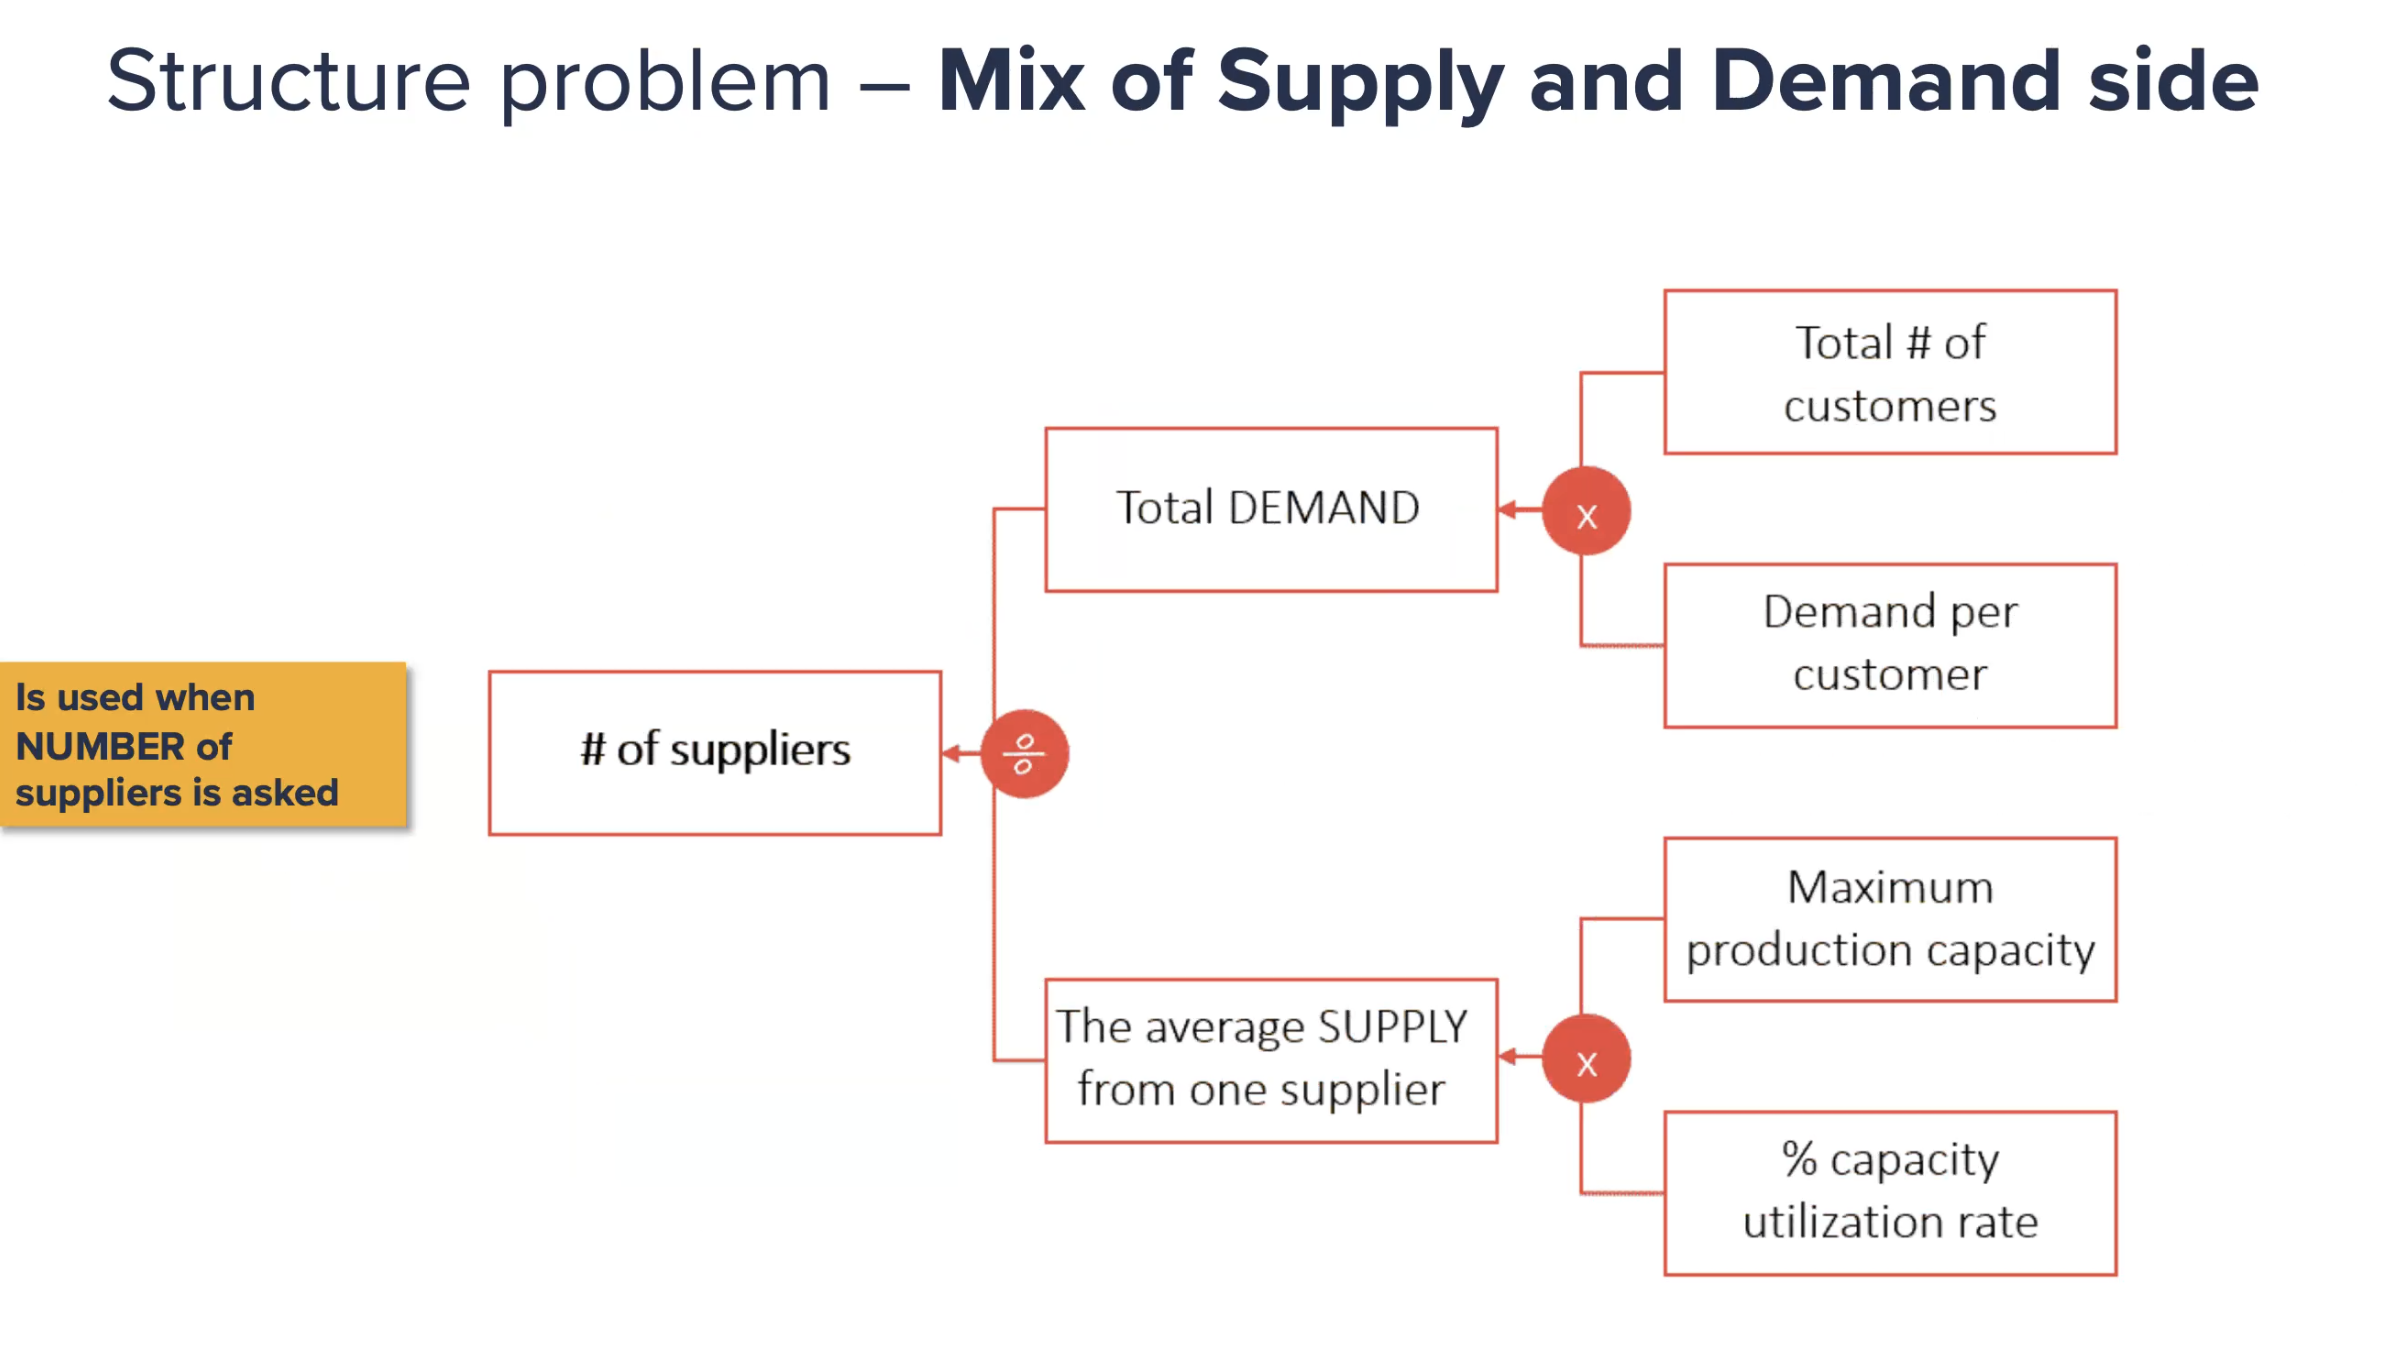 Structure problem – Mix of Supply and Demand side
Total # of
customers
Total DEMAND
x
Demand per
customer
Is used when
NUMBER of
suppliers is asked
# of suppliers
÷
Maximum
production capacity
The average SUPPLY
from one supplier
x
% capacity
utilization rate